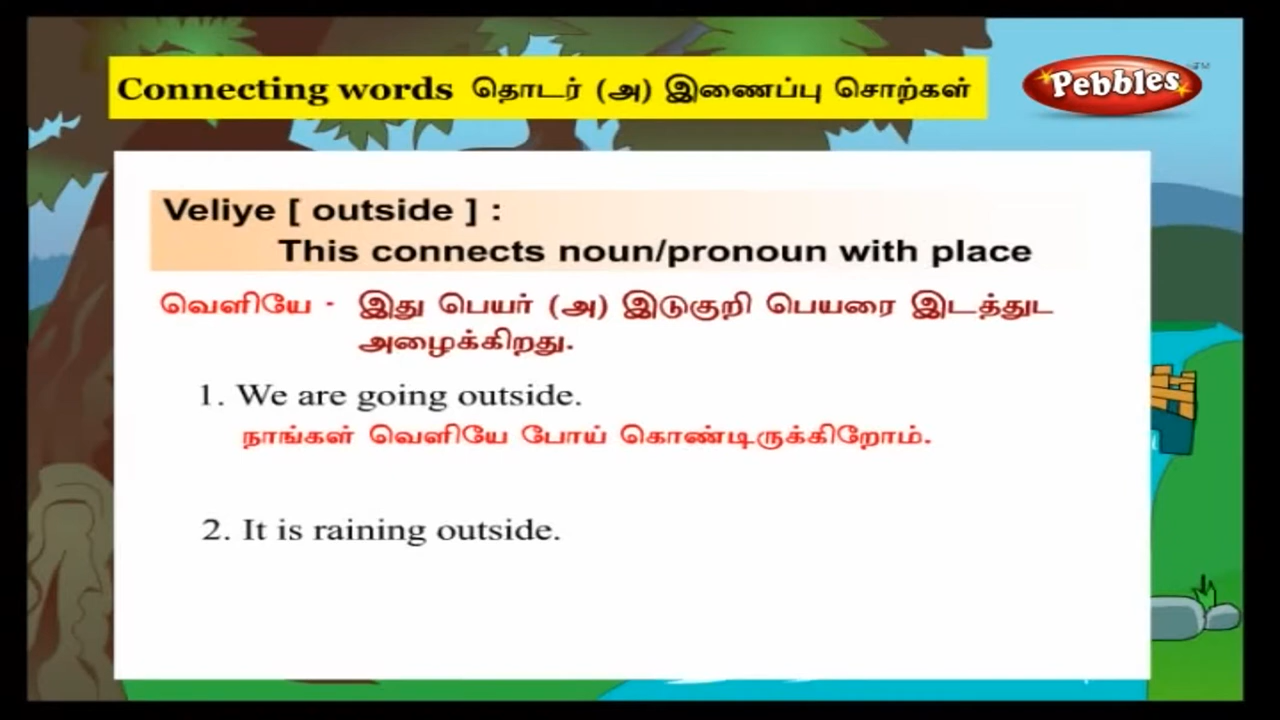 Connecting words தொடர் (அ) இணைப்பு சொற்கள்
Pebbles TM
Veliye [ outside ] :
This connects noun/pronoun with place
வெளியே - இது பெயர் (அ) இடுகுறி பெயரை இடத்துட
அழைக்கிறது.
1. We are going outside.
நாங்கள் வெளியே போய் கொண்டிருக்கிறோம்.
2. It is raining outside.